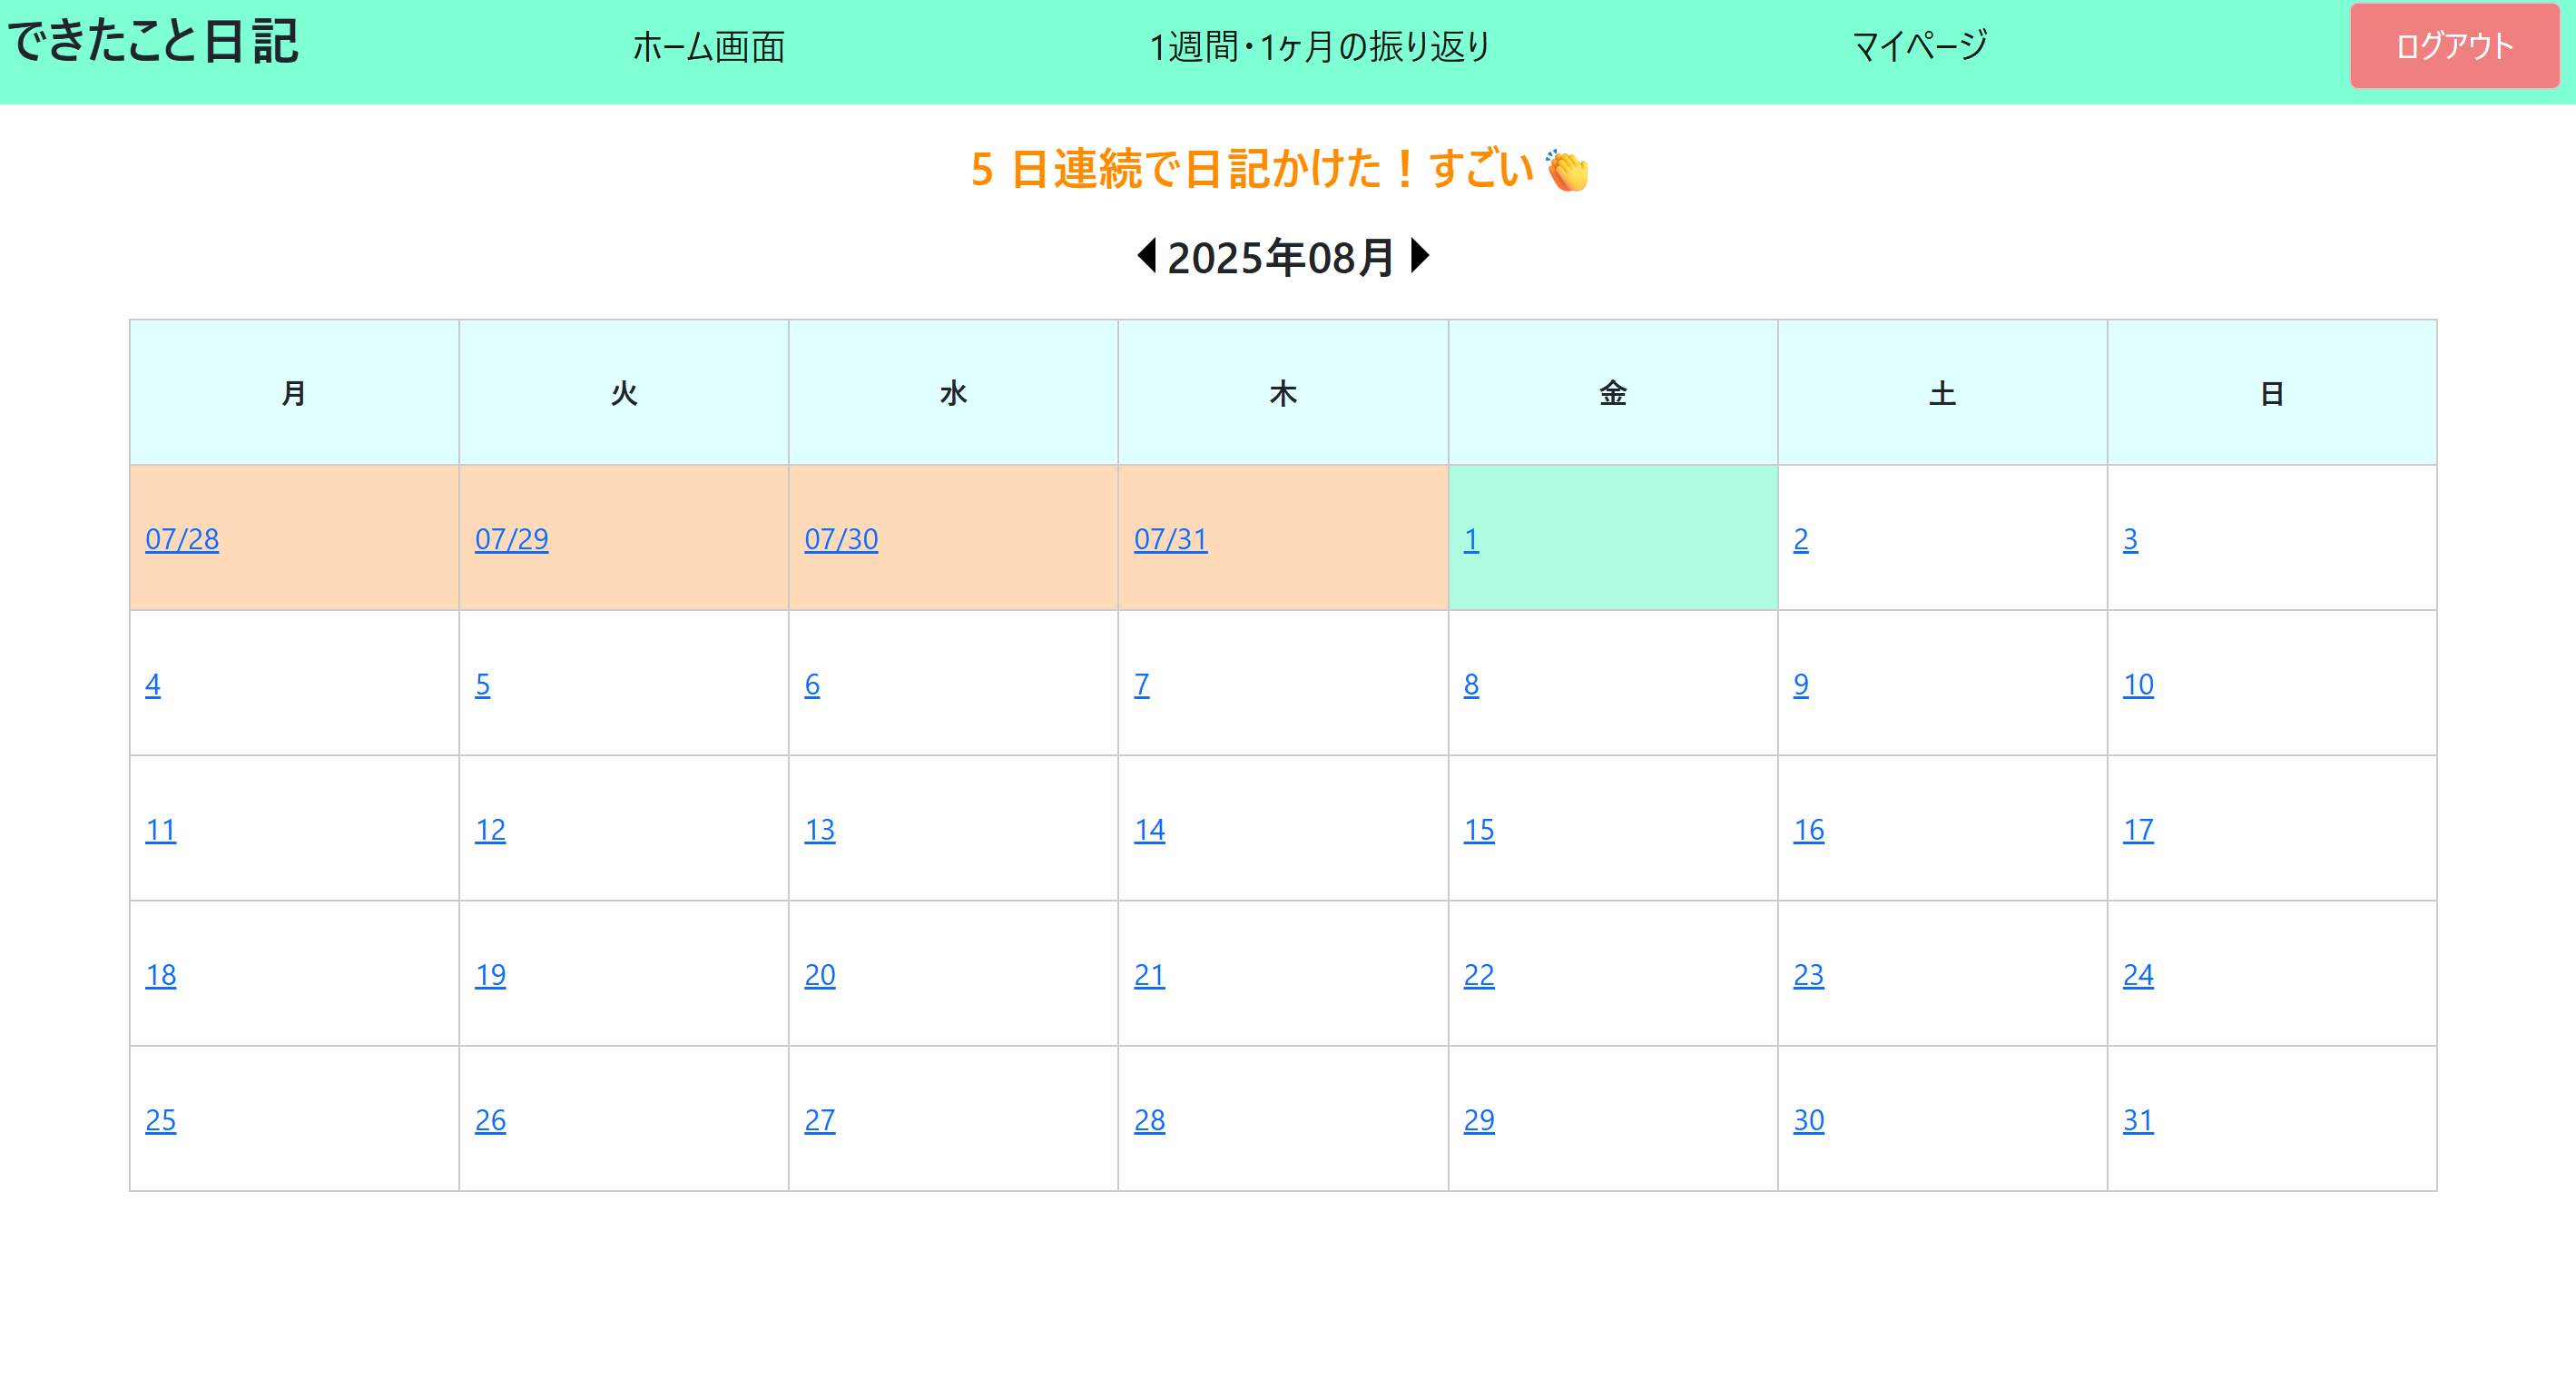 できたこと日記 ホーム画面 1週間・1ヶ月の振り返り マイページ ログアウト
5 日連続で日記かけた！すごい👏
2025年08月
月 火 水 木 金 土 日
07/28 07/29 07/30 07/31 1 2 3
4 5 6 7 8 9 10
11 12 13 14 15 16 17
18 19 20 21 22 23 24
25 26 27 28 29 30 31